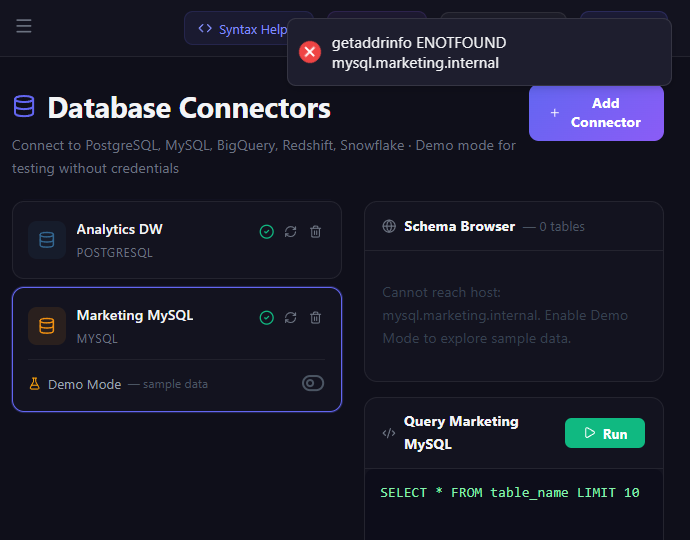 Syntax Help
getaddrinfo ENOTFOUND
mysql.marketing.internal
Database Connectors
Connect to PostgreSQL, MySQL, BigQuery, Redshift, Snowflake · Demo mode for
testing without credentials
+ Add
Connector
Analytics DW
POSTGRESQL
Marketing MySQL
MYSQL
Demo Mode — sample data
Schema Browser — 0 tables
Cannot reach host:
mysql.marketing.internal. Enable Demo
Mode to explore sample data.
Query Marketing
MySQL
Run
SELECT * FROM table_name LIMIT 10